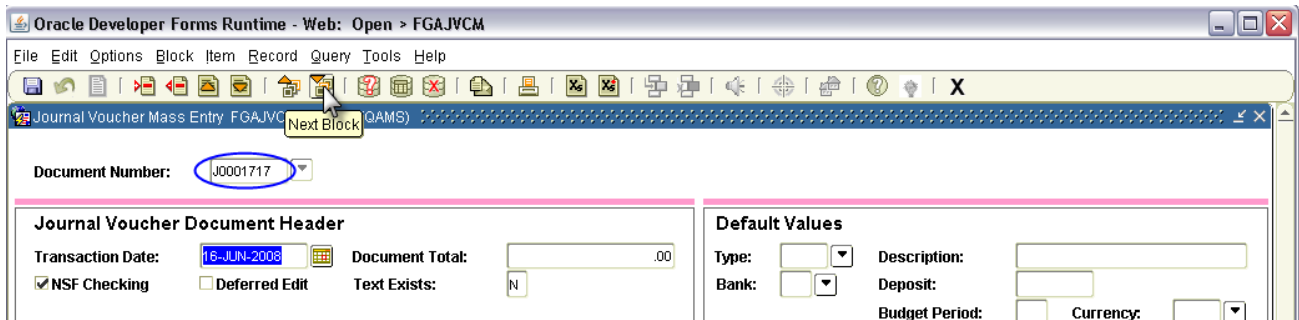 Oracle Developer Forms Runtime - Web: Open > FGAJVCM
File Edit Options Block Item Record Query Tools Help
X
Journal Voucher Mass Entry FGAJVC QAMS)
Next Block
Document Number: J0001717
Journal Voucher Document Header
Transaction Date: 16-JUN-2008 Document Total: .00
NSF Checking Deferred Edit Text Exists: N
Default Values
Type: Description:
Bank: Deposit:
Budget Period: Currency: